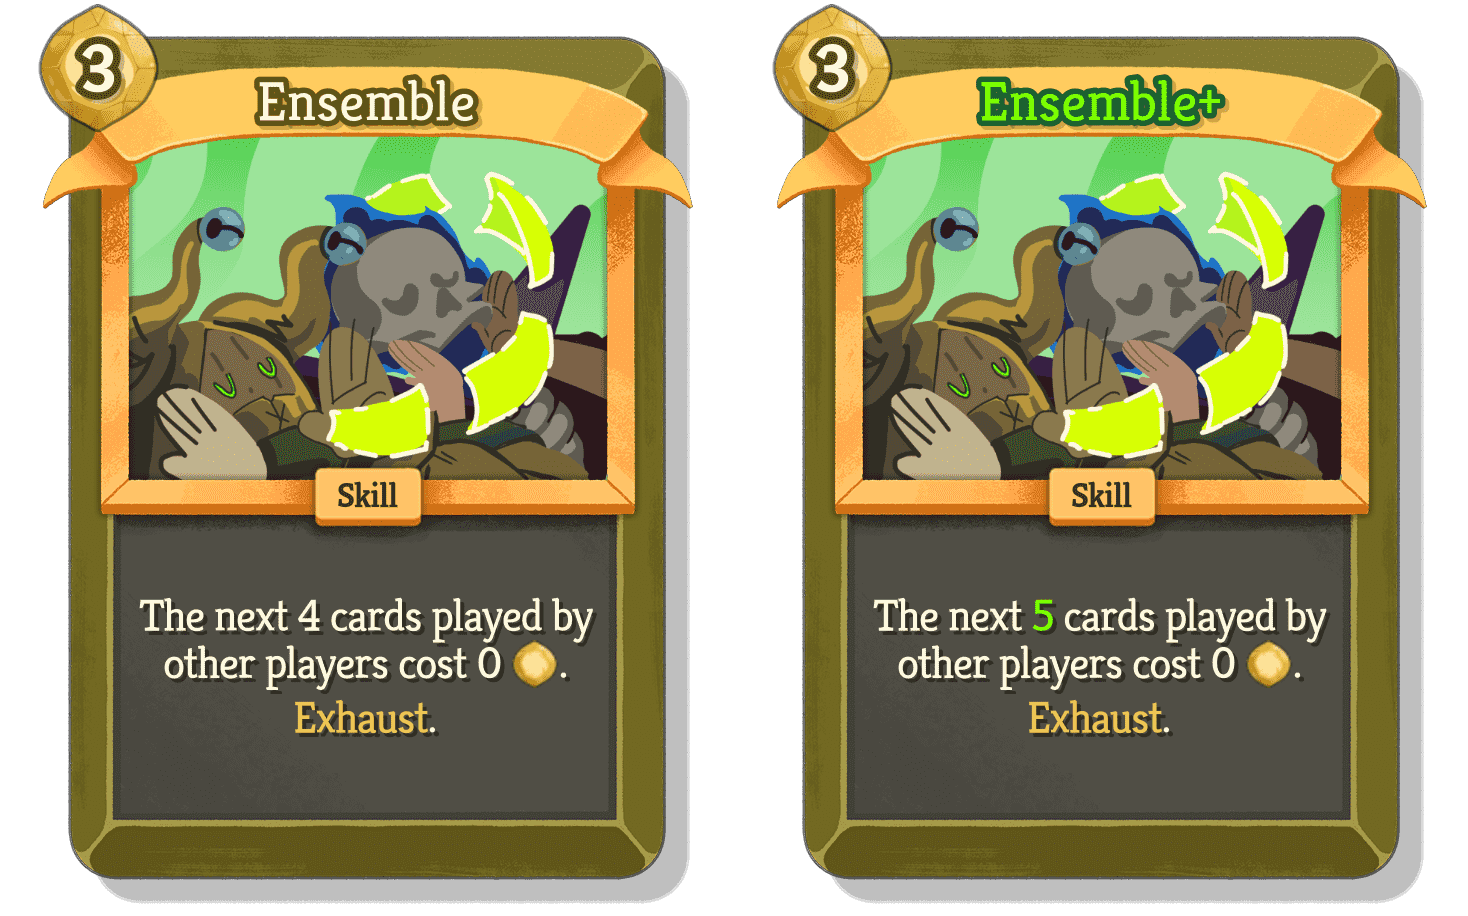 3
Ensemble
Skill
The next 4 cards played by
other players cost 0 .
Exhaust.
3
Ensemble+
Skill
The next 5 cards played by
other players cost 0 .
Exhaust.